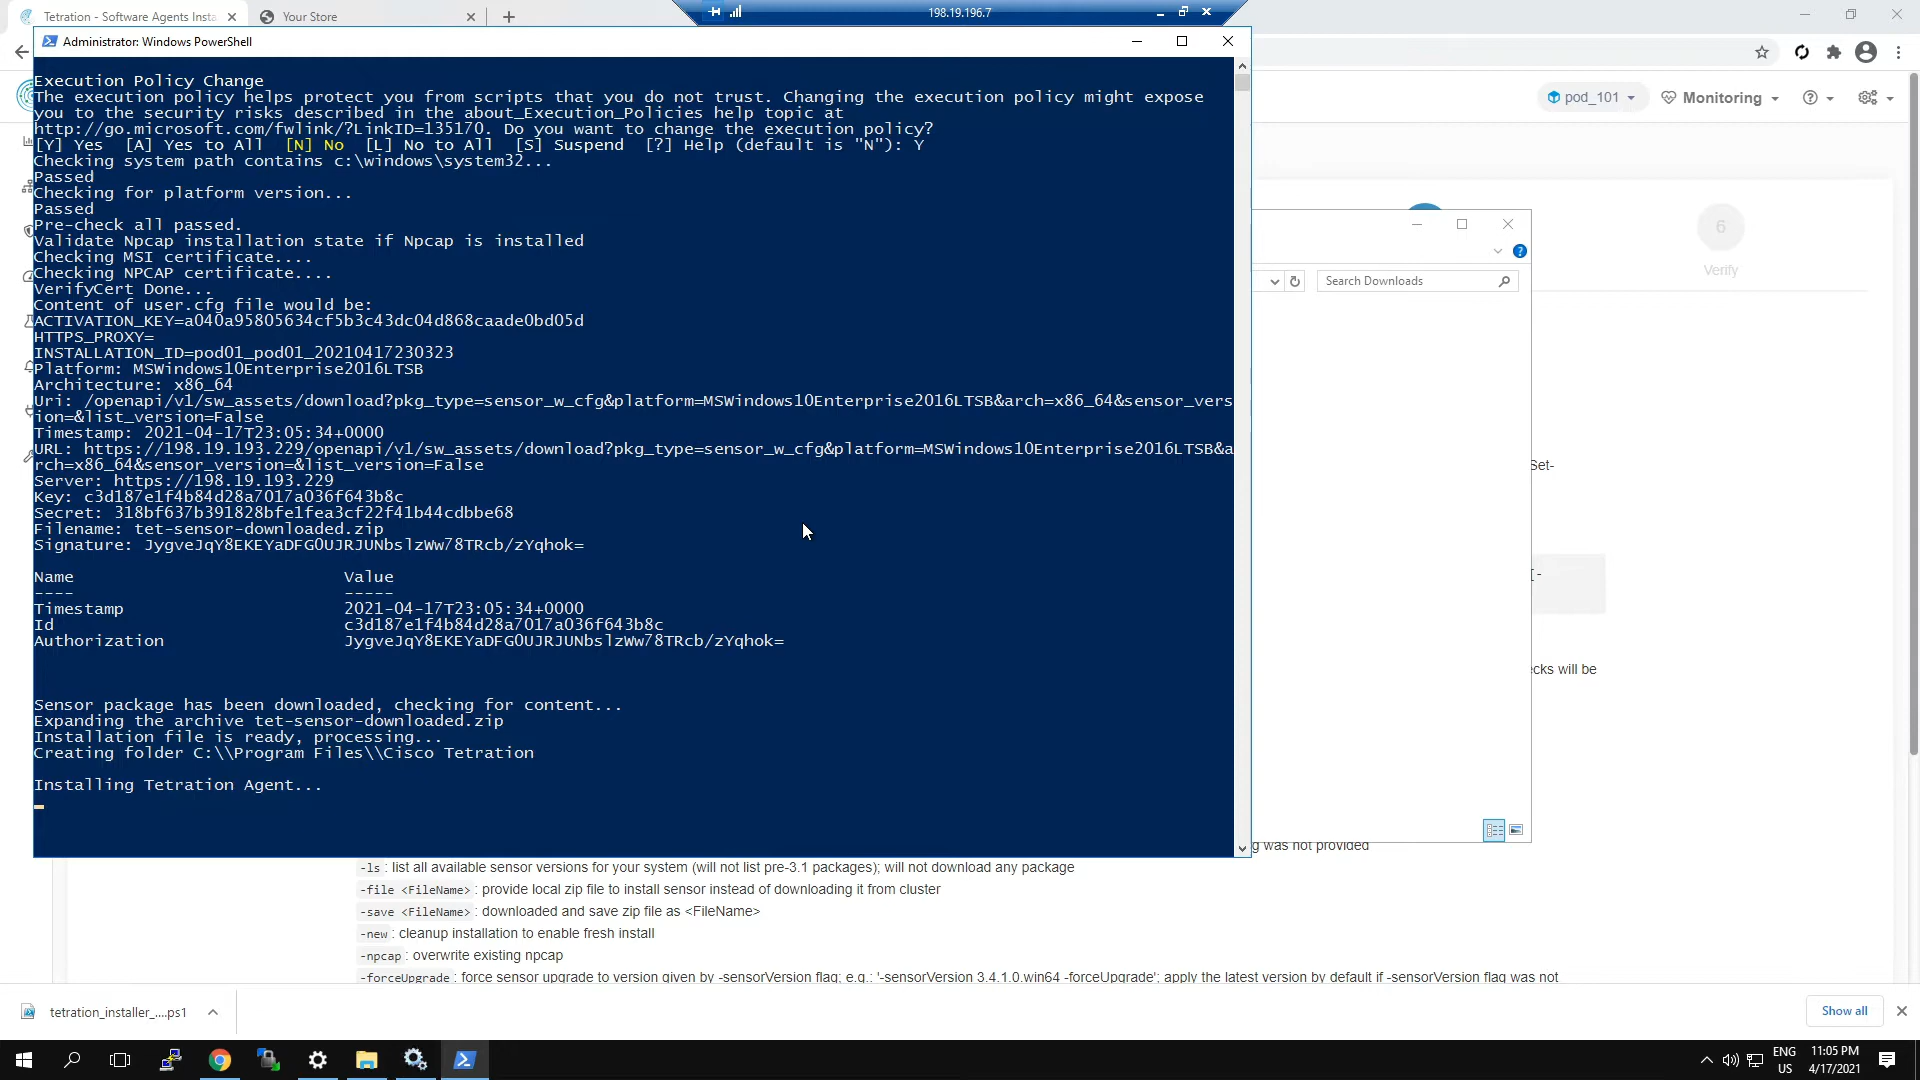 Tetration - Software Agents Insta
Your Store
198.19.196.7
Administrator: Windows PowerShell
Execution Policy Change
The execution policy helps protect you from scripts that you do not trust. Changing the execution policy might expose
you to the security risks described in the about_Execution_Policies help topic at
http://go.microsoft.com/fwlink/?LinkID=135170. Do you want to change the execution policy?
[Y] Yes  [A] Yes to All  [N] No  [L] No to All  [S] Suspend  [?] Help (default is "N"): Y
Checking system path contains c:\windows\system32...
Passed
Checking for platform version...
Passed
Pre-check all passed.
Validate Npcap installation state if Npcap is installed
Checking MSI certificate....
Checking NPCAP certificate....
VerifyCert Done...
Content of user.cfg file would be:
ACTIVATION_KEY=a040a95805634cf5b3c43dc04d868caade0bd05d
HTTPS_PROXY=
INSTALLATION_ID=pod01_pod01_20210417230323
Platform: MSWindows10Enterprise2016LTSB
Architecture: x86_64
Uri: /openapi/v1/sw_assets/download?pkg_type=sensor_w_cfg&platform=MSWindows10Enterprise2016LTSB&arch=x86_64&sensor_vers
ion=&list_version=False
Timestamp: 2021-04-17T23:05:34+0000
URL: https://198.19.193.229/openapi/v1/sw_assets/download?pkg_type=sensor_w_cfg&platform=MSWindows10Enterprise2016LTSB&a
rch=x86_64&sensor_version=&list_version=False
Server: https://198.19.193.229
Key: c3d187e1f4b84d28a7017a036f643b8c
Secret: 318bf637b391828bfe1fea3cf22f41b44cdbbe68
Filename: tet-sensor-downloaded.zip
Signature: JygveJqY8EKEYaDFG0UJRJUNbslzWw78TRcb/zYqhok=
Name Value
---- -----
Timestamp 2021-04-17T23:05:34+0000
Id c3d187e1f4b84d28a7017a036f643b8c
Authorization JygveJqY8EKEYaDFG0UJRJUNbslzWw78TRcb/zYqhok=
Sensor package has been downloaded, checking for content...
Expanding the archive tet-sensor-downloaded.zip
Installation file is ready, processing...
Creating folder C:\\Program Files\\Cisco Tetration
Installing Tetration Agent...
pod_101
Monitoring
6
Verify
Search Downloads
Set-
[-
cks will be
g was not provided
-ls : list all available sensor versions for your system (will not list pre-3.1 packages); will not download any package
-file <FileName> : provide local zip file to install sensor instead of downloading it from cluster
-save <FileName> : downloaded and save zip file as <FileName>
-new : cleanup installation to enable fresh install
-npcap : overwrite existing npcap
-forceUpgrade : force sensor upgrade to version given by -sensorVersion flag; e.g.: '-sensorVersion 3.4.1.0.win64 -forceUpgrade'; apply the latest version by default if -sensorVersion flag was not
tetration_installer_....ps1
Show all
ENG
US
11:05 PM
4/17/2021